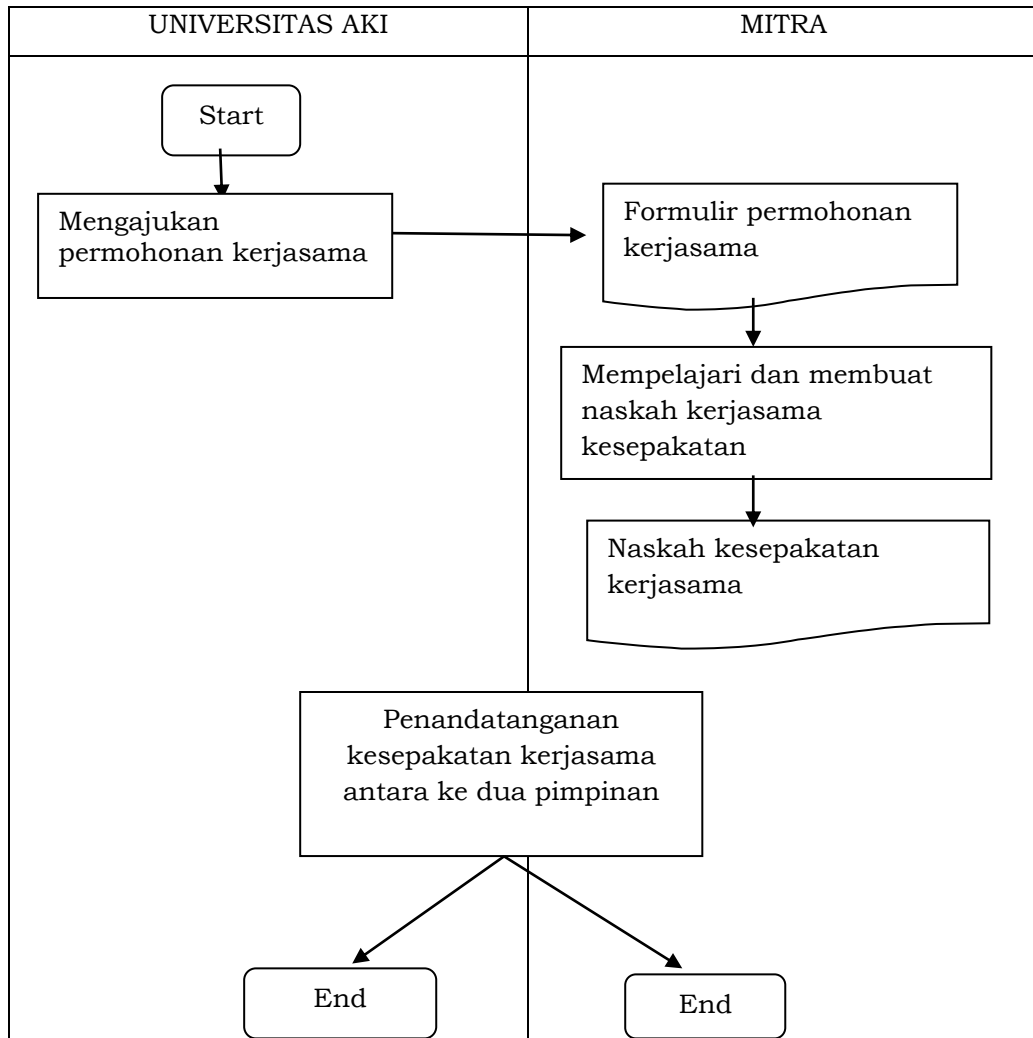 UNIVERSITAS AKI
MITRA
Start
Mengajukan
permohonan kerjasama
Formulir permohonan
kerjasama
Mempelajari dan membuat
naskah kerjasama
kesepakatan
Naskah kesepakatan
kerjasama
Penandatanganan
kesepakatan kerjasama
antara ke dua pimpinan
End
End